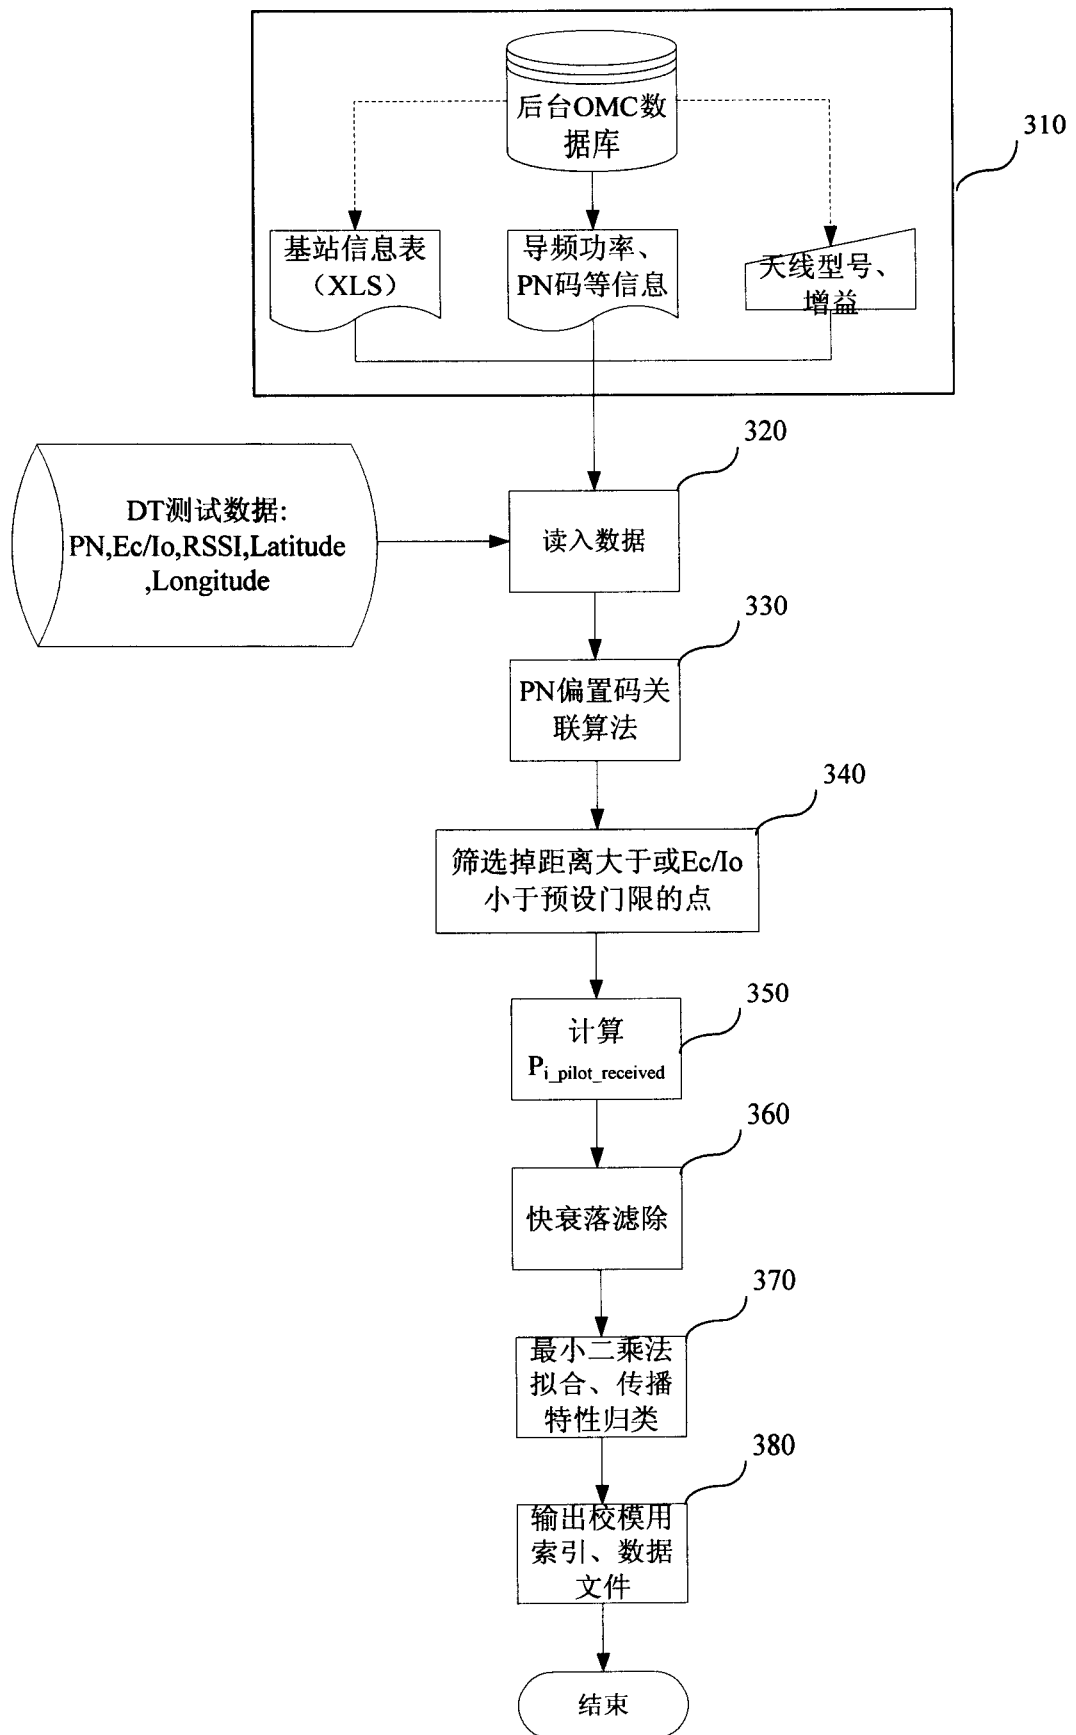 后台OMC数
据库
310
基站信息表
（XLS）
导频功率、
PN码等信息
天线型号、
增益
320
DT测试数据:
PN,Ec/Io,RSSI,Latitude
,Longitude
读入数据
330
PN偏置码关
联算法
340
筛选掉距离大于或Ec/Io
小于预设门限的点
350
计算
Pi_pilot_received
360
快衰落滤除
370
最小二乘法
拟合、传播
特性归类
380
输出校模用
索引、数据
文件
结束